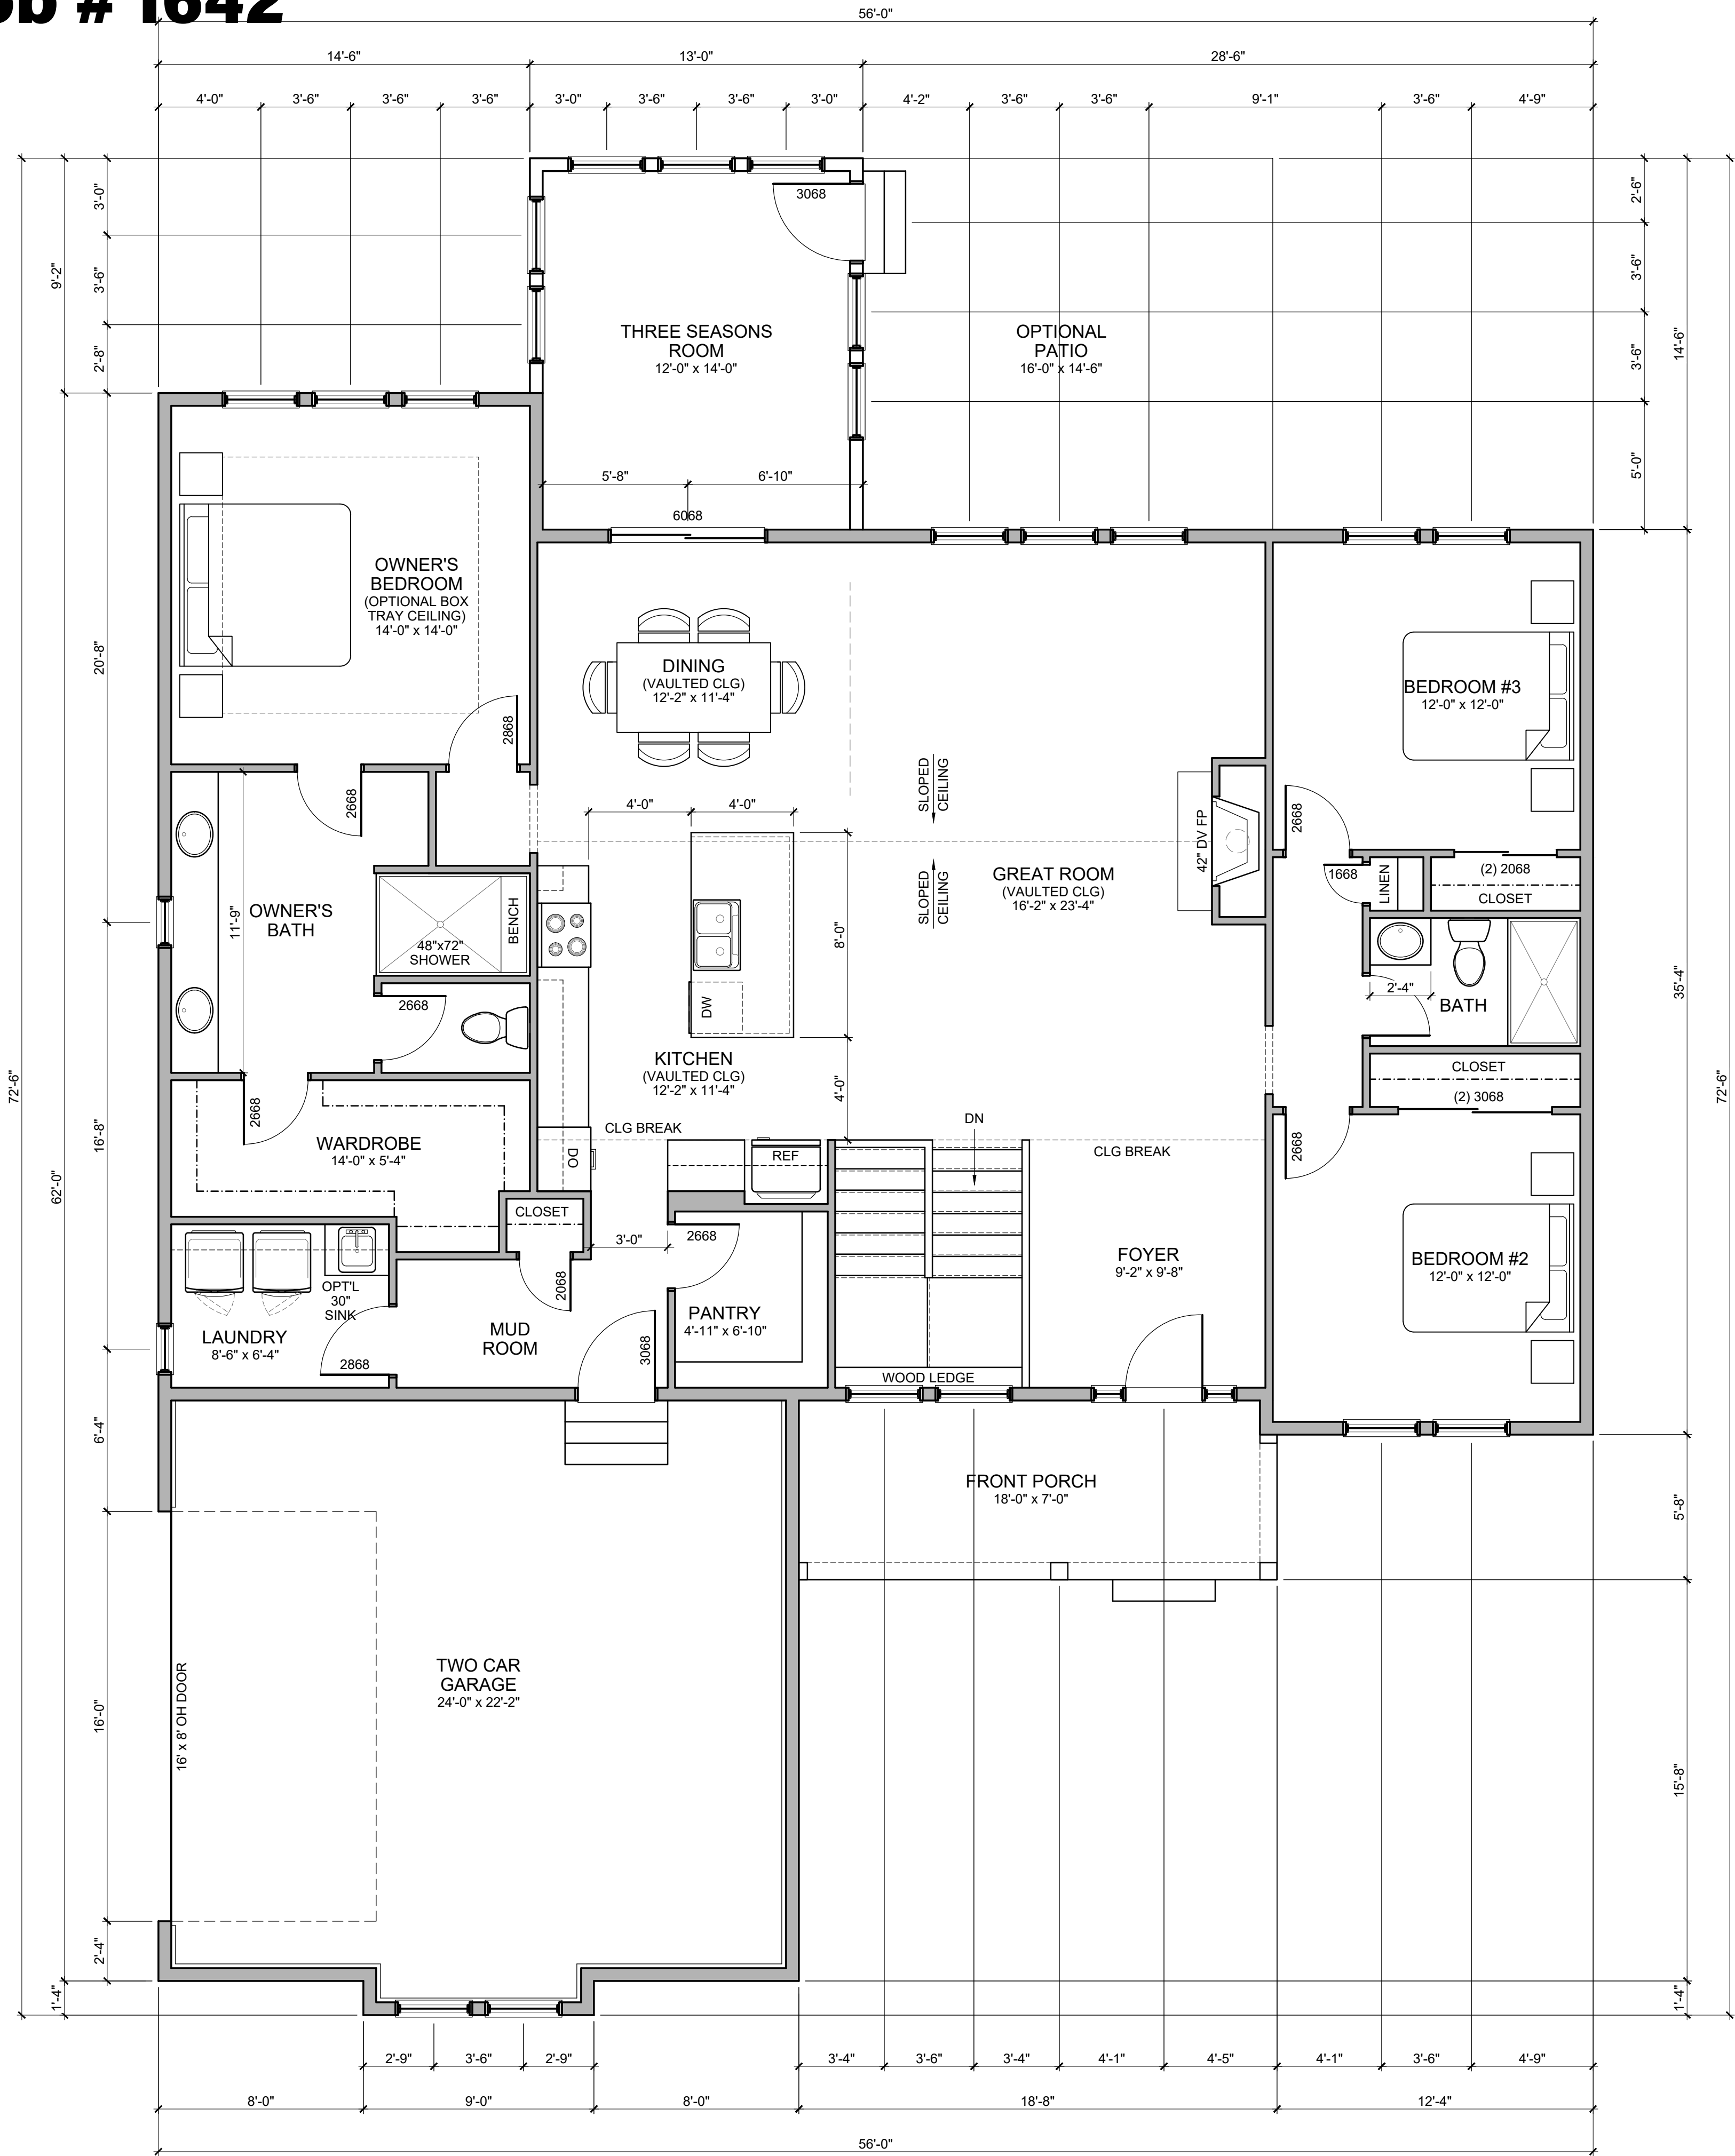 ob # 1642
56'-0"
14'-6"
13'-0"
28'-6"
4'-0"
3'-6"
3'-6"
3'-6"
3'-0"
3'-6"
3'-6"
3'-0"
4'-2"
3'-6"
3'-6"
9'-1"
3'-6"
4'-9"
3'-0"
3'-6"
2'-8"
9'-2"
20'-8"
16'-8"
62'-0"
72'-6"
6'-4"
16'-0"
2'-4"
1'-4"
2'-6"
3'-6"
3'-6"
5'-0"
14'-6"
35'-4"
72'-6"
5'-8"
15'-8"
1'-4"
3068
THREE SEASONS
ROOM
12'-0" x 14'-0"
OPTIONAL
PATIO
16'-0" x 14'-6"
5'-8"
6'-10"
6068
OWNER'S
BEDROOM
(OPTIONAL BOX
TRAY CEILING)
14'-0" x 14'-0"
2868
2668
DINING
(VAULTED CLG)
12'-2" x 11'-4"
SLOPED
CEILING
SLOPED
CEILING
4'-0"
4'-0"
8'-0"
4'-0"
GREAT ROOM
(VAULTED CLG)
16'-2" x 23'-4"
42" DV FP
BEDROOM #3
12'-0" x 12'-0"
2668
1668
LINEN
(2) 2068
CLOSET
2'-4"
BATH
CLOSET
(2) 3068
2668
OWNER'S
BATH
11'-9"
48"x72"
SHOWER
BENCH
2668
2668
DW
KITCHEN
(VAULTED CLG)
12'-2" x 11'-4"
CLG BREAK
WARDROBE
14'-0" x 5'-4"
DO
REF
DN
CLG BREAK
CLOSET
3'-0"
2668
2068
OPT'L
30"
SINK
LAUNDRY
8'-6" x 6'-4"
2868
MUD
ROOM
3068
PANTRY
4'-11" x 6'-10"
WOOD LEDGE
FOYER
9'-2" x 9'-8"
BEDROOM #2
12'-0" x 12'-0"
FRONT PORCH
18'-0" x 7'-0"
16' x 8' OH DOOR
TWO CAR
GARAGE
24'-0" x 22'-2"
2'-9"
3'-6"
2'-9"
3'-4"
3'-6"
3'-4"
4'-1"
4'-5"
4'-1"
3'-6"
4'-9"
8'-0"
9'-0"
8'-0"
18'-8"
12'-4"
56'-0"